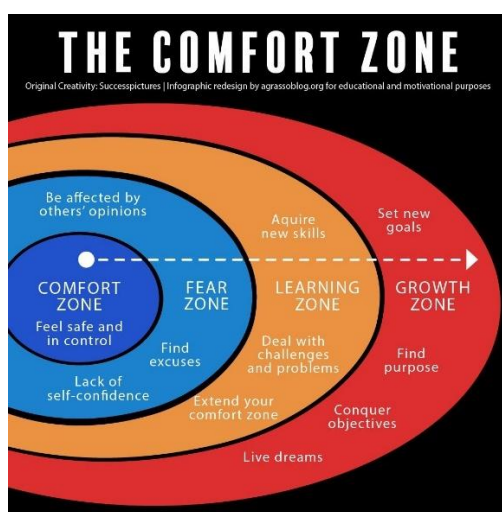 THE COMFORT ZONE
Original Creativity: Successpictures | Infographic redesign by agrassoblog.org for educational and motivational purposes
Be affected by
others' opinions
COMFORT
ZONE
Feel safe and
in control
FEAR
ZONE
Find
excuses
Lack of
self-confidence
Aquire
new skills
LEARNING
ZONE
Deal with
challenges
and problems
Extend your
comfort zone
Set new
goals
GROWTH
ZONE
Find
purpose
Conquer
objectives
Live dreams